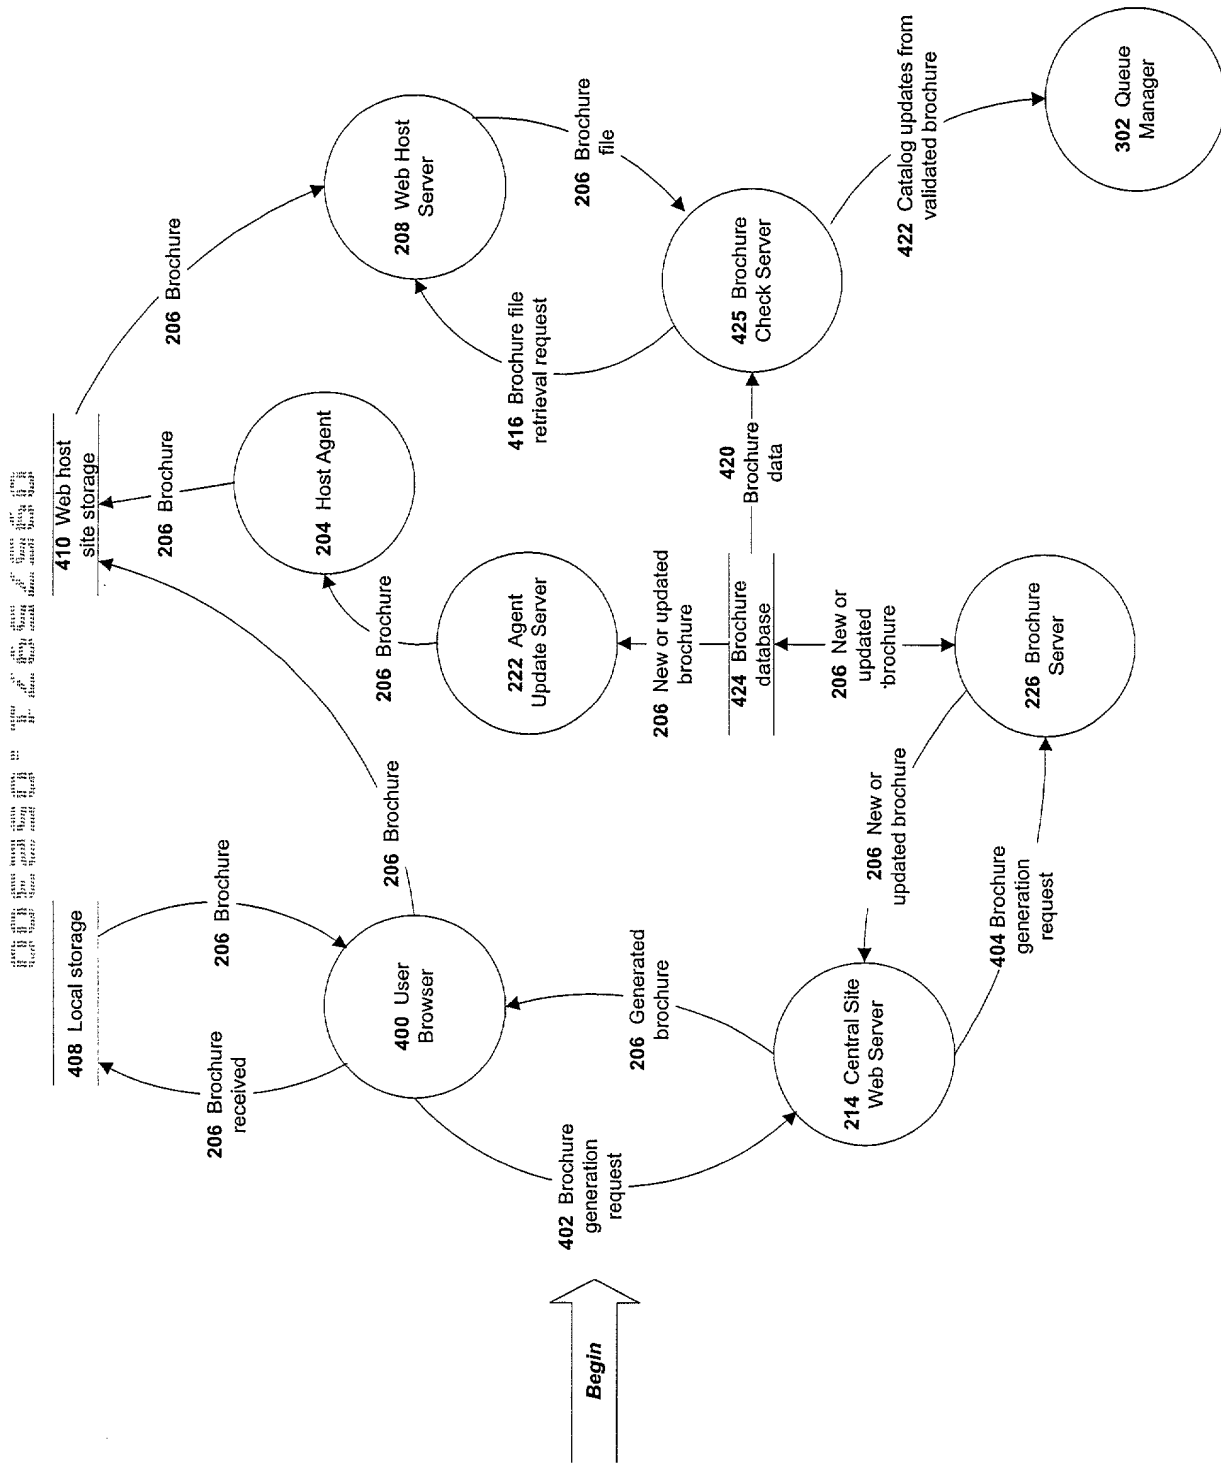 408 Local storage
410 Web host
site storage
206 Brochure
received
206 Brochure
206 Brochure
206 Brochure
400 User
Browser
206 Brochure
206 Brochure
204 Host Agent
208 Web Host
Server
Begin
402 Brochure
generation
request
206 Generated
brochure
222 Agent
Update Server
416 Brochure file
retrieval request
206 Brochure
file
206 New or updated
brochure
424 Brochure
database
420
Brochure
data
425 Brochure
Check Server
214 Central Site
Web Server
206 New or
updated brochure
206 New or
updated
brochure
422 Catalog updates from
validated brochure
404 Brochure
generation
request
226 Brochure
Server
302 Queue
Manager